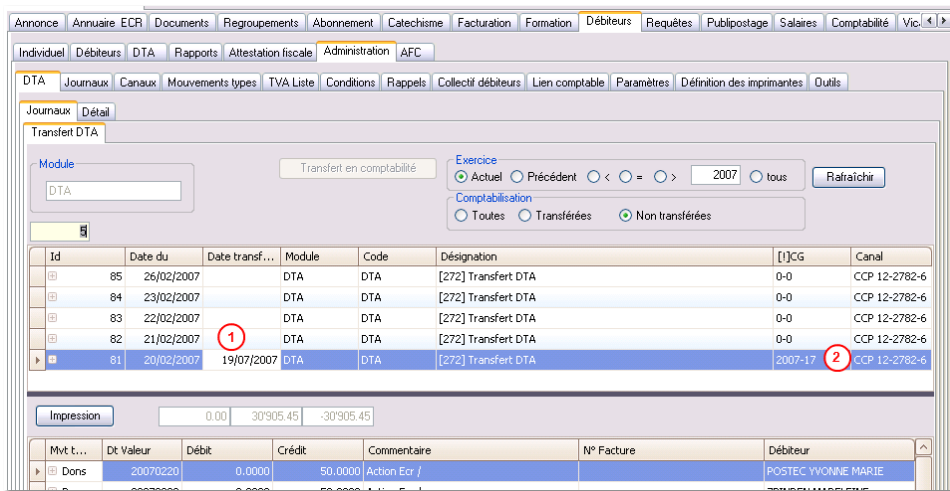 Annonce Annuaire ECR Documents Regroupements Abonnement Catechisme Facturation Formation Débiteurs Requêtes Publipostage Salaires Comptabilité Vic.
Individuel Débiteurs DTA Rapports Attestation fiscale Administration AFC
DTA Journaux Canaux Mouvements types TVA Liste Conditions Rappels Collectif débiteurs Lien comptable Paramètres Définition des imprimantes Outils
Journaux Détail
Transfert DTA
Module
DTA
Transfert en comptabilité
Exercice
Actuel Précédent < = > 2007 tous Rafraîchir
Comptabilisation
Toutes Transférées Non transférées
5
Id Date du Date transf... Module Code Désignation [!]CG Canal
85 26/02/2007 DTA DTA [272] Transfert DTA 0-0 CCP 12-2782-6
84 23/02/2007 DTA DTA [272] Transfert DTA 0-0 CCP 12-2782-6
83 22/02/2007 DTA DTA [272] Transfert DTA 0-0 CCP 12-2782-6
82 21/02/2007 1 DTA DTA [272] Transfert DTA 0-0 CCP 12-2782-6
81 20/02/2007 19/07/2007 DTA DTA [272] Transfert DTA 2007-17 2 CCP 12-2782-6
Impression 0.00 30'905.45 -30'905.45
Mvt t... Dt Valeur Débit Crédit Commentaire N° Facture Débiteur
Dons 20070220 0.0000 50.0000 Action Ecr / POSTEC YVONNE MARIE